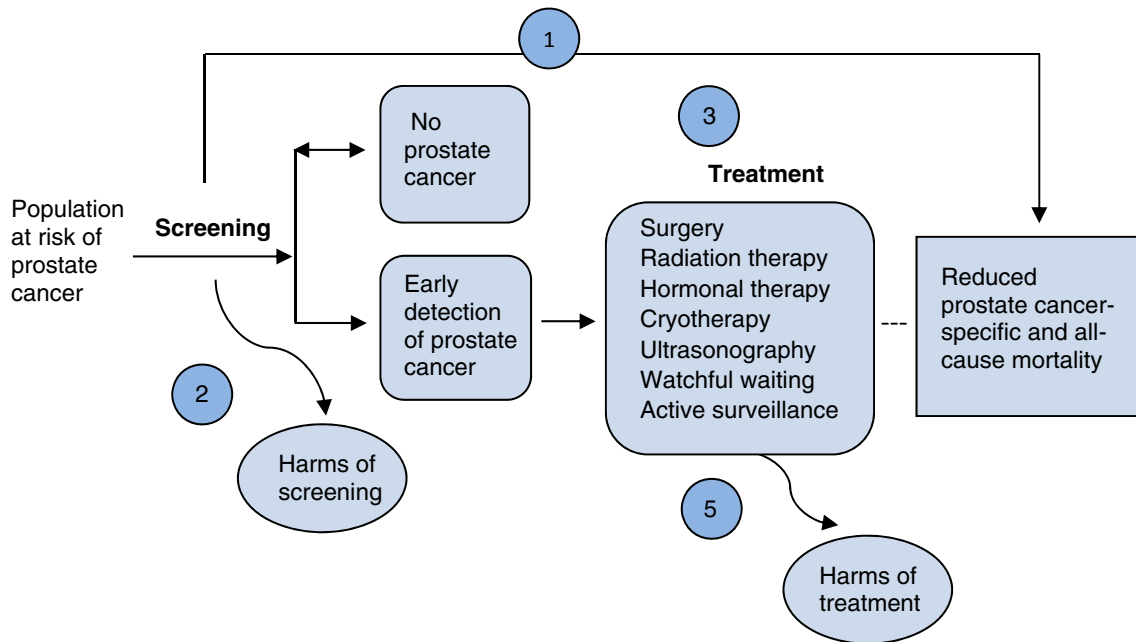 1
3
2
5
Population
at risk of
prostate
cancer
Screening
No
prostate
cancer
Early
detection
of prostate
cancer
Harms of
screening
Treatment
Surgery
Radiation therapy
Hormonal therapy
Cryotherapy
Ultrasonography
Watchful waiting
Active surveillance
Harms of
treatment
Reduced
prostate cancer-
specific and all-
cause mortality